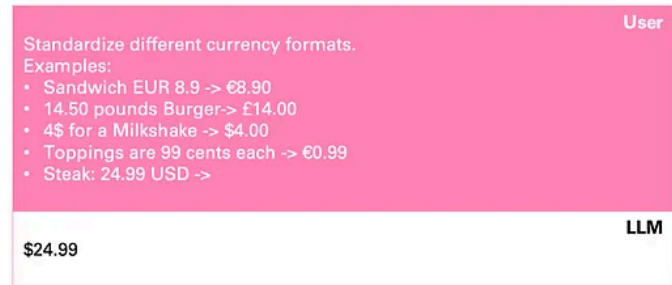 User
Standardize different currency formats.
Examples:
• Sandwich EUR 8.9 -> €8.90
• 14.50 pounds Burger-> £14.00
• 4$ for a Milkshake -> $4.00
• Toppings are 99 cents each -> €0.99
• Steak: 24.99 USD ->
LLM
$24.99